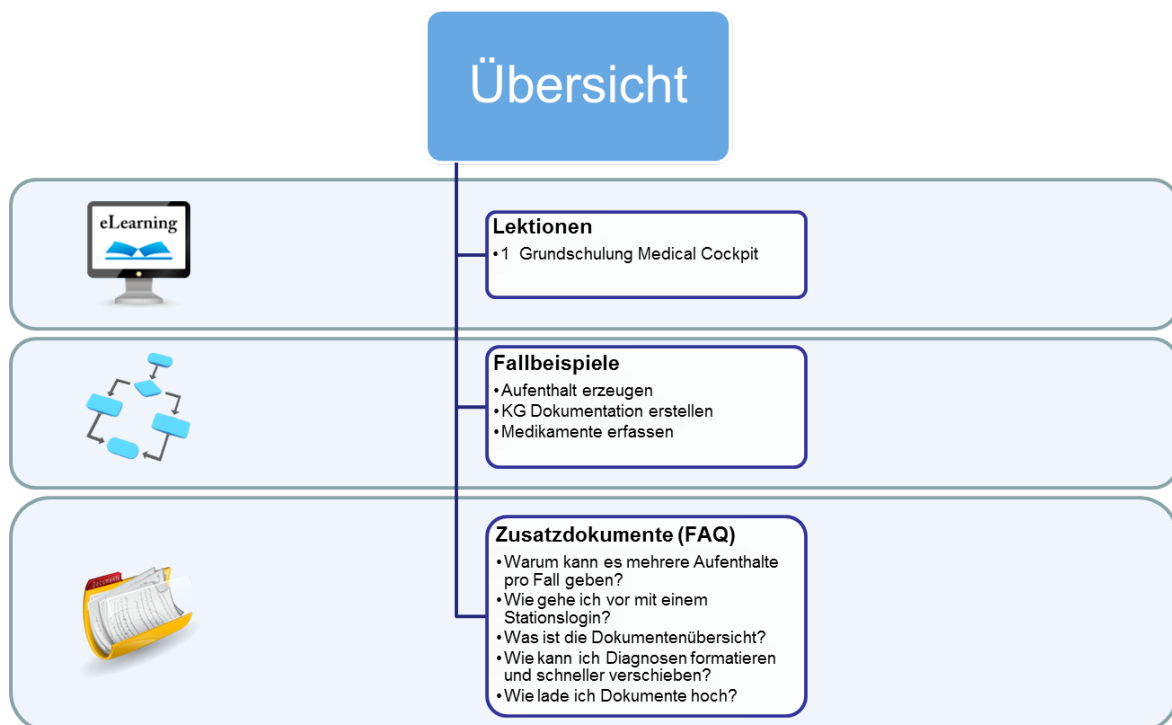 Übersicht
eLearning
Lektionen
•1 Grundschulung Medical Cockpit
Fallbeispiele
•Aufenthalt erzeugen
•KG Dokumentation erstellen
•Medikamente erfassen
Zusatzdokumente (FAQ)
•Warum kann es mehrere Aufenthalte
pro Fall geben?
•Wie gehe ich vor mit einem
Stationslogin?
•Was ist die Dokumentenübersicht?
•Wie kann ich Diagnosen formatieren
und schneller verschieben?
•Wie lade ich Dokumente hoch?